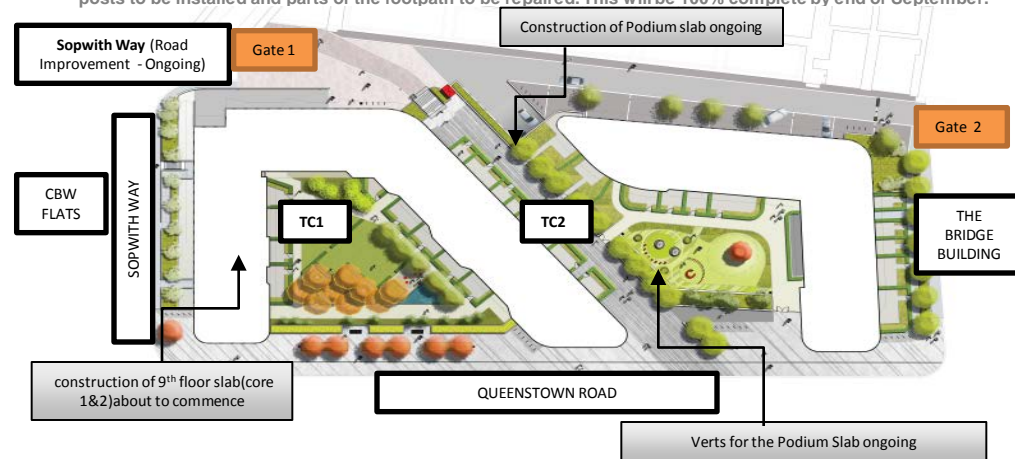 posts to be installed and parts of the footpath to be repaired. This will be 100% complete by end of September.
Construction of Podium slab ongoing
Sopwith Way (Road
Improvement - Ongoing)
Gate 1
Gate 2
CBW
FLATS
SOPWITH WAY
TC1
TC2
THE
BRIDGE
BUILDING
construction of 9th floor slab(core
1&2)about to commence
QUEENSTOWN ROAD
Verts for the Podium Slab ongoing